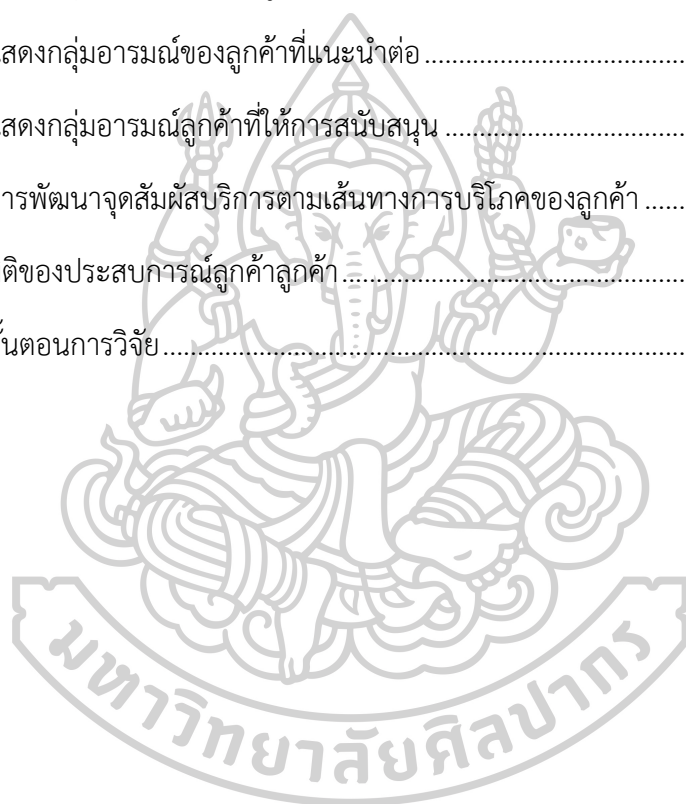 สดงกลุ่มอารมณ์ของลูกค้าที่แนะนำต่อ
สดงกลุ่มอารมณ์ลูกค้าที่ให้การสนับสนุน
ารพัฒนาจุดสัมผัสบริการตามเส้นทางการบริโภคของลูกค้า
ติของประสบการณ์ลูกค้าลูกค้า
ั้นตอนการวิจัย
มหาวิทยาลัยศิลปากร